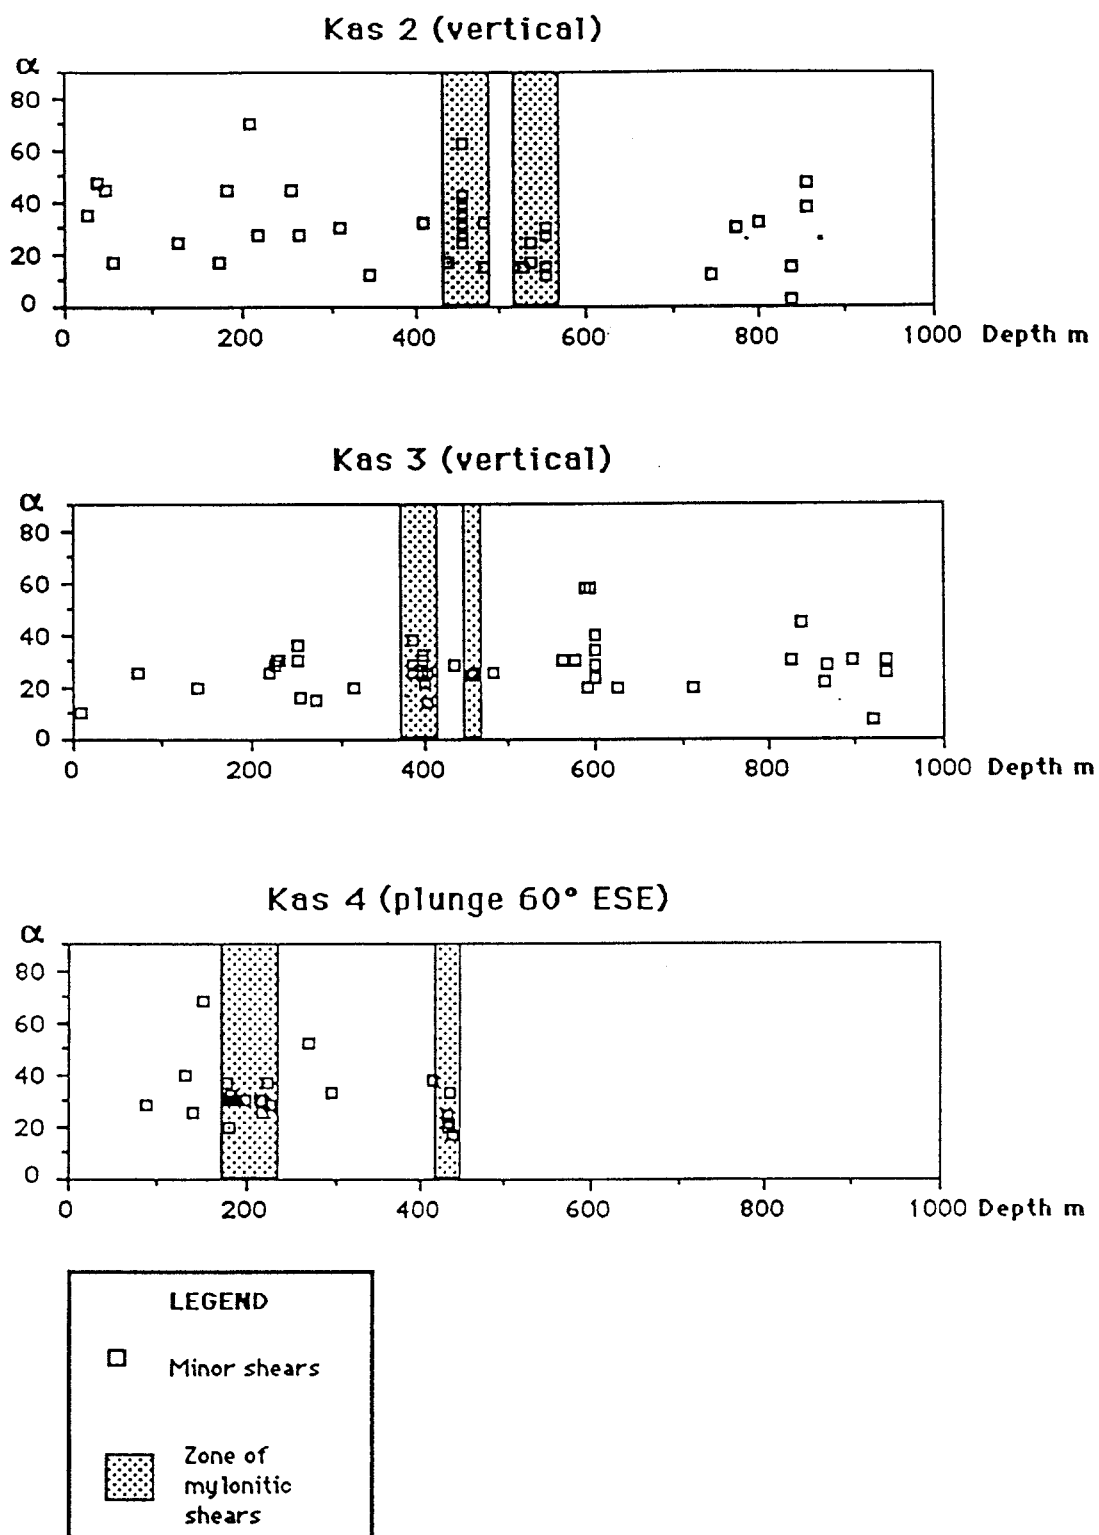 Kas 2 (vertical)
α
80
60
40
20
0
0 200 400 600 800 1000 Depth m
Kas 3 (vertical)
α
80
60
40
20
0
0 200 400 600 800 1000 Depth m
Kas 4 (plunge 60° ESE)
α
80
60
40
20
0
0 200 400 600 800 1000 Depth m
LEGEND
Minor shears
Zone of
mylonitic
shears